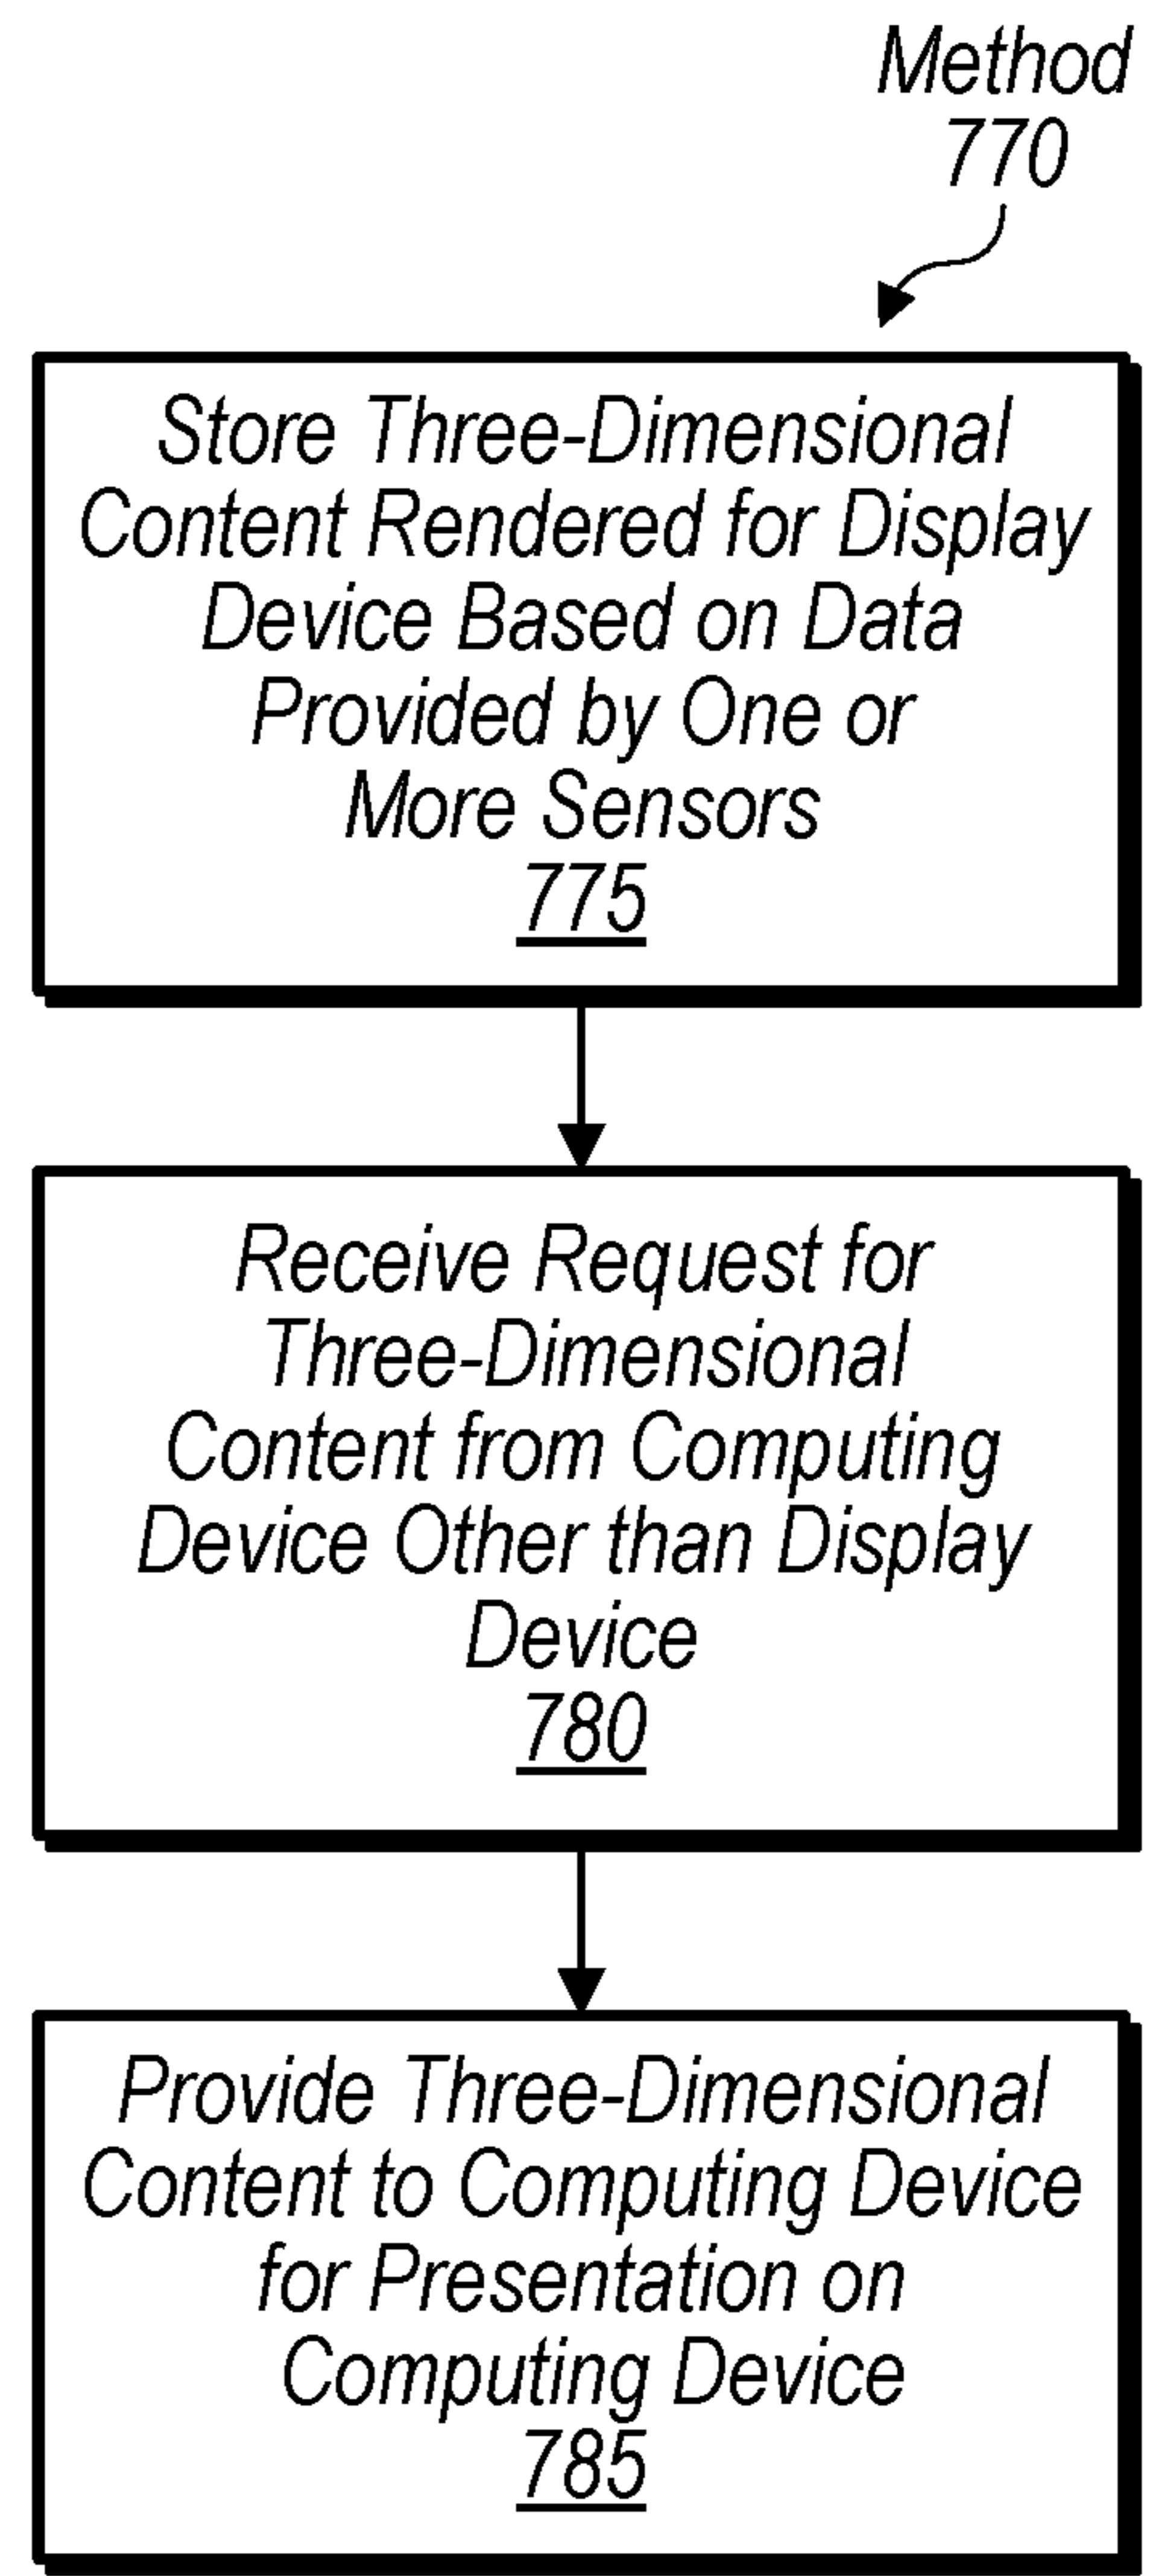 Method
770
Store Three-Dimensional
Content Rendered for Display
Device Based on Data
Provided by One or
More Sensors
775
Receive Request for
Three-Dimensional
Content from Computing
Device Other than Display
Device
780
Provide Three-Dimensional
Content to Computing Device
for Presentation on
Computing Device
785